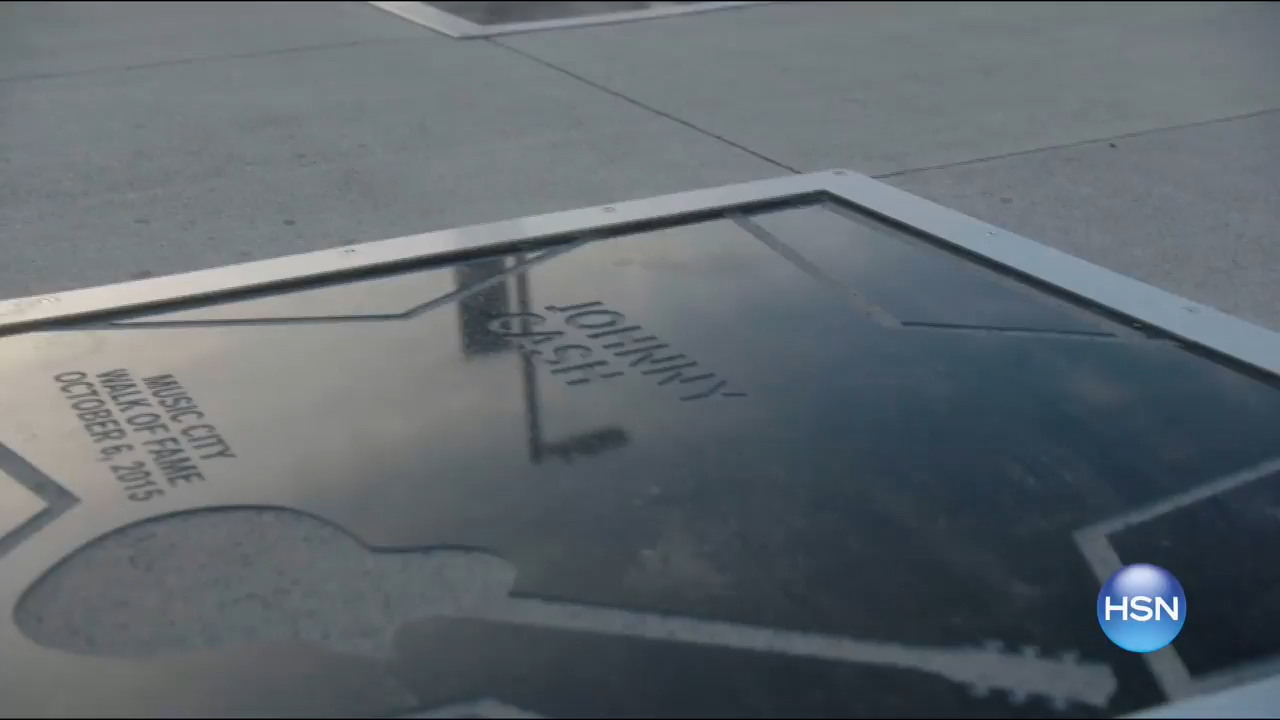 JOHNNY
CASH
MUSIC CITY
WALK OF FAME
OCTOBER 6, 2015
HSN